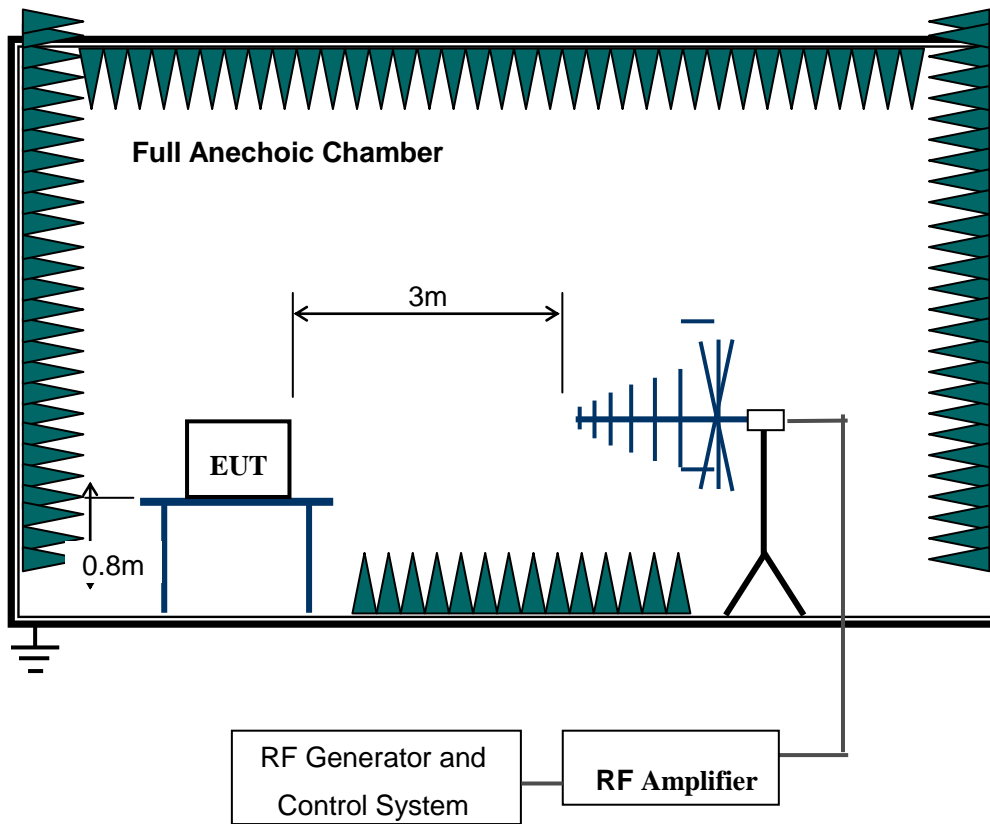 Full Anechoic Chamber
3m
EUT
0.8m
RF Generator and
Control System
RF Amplifier